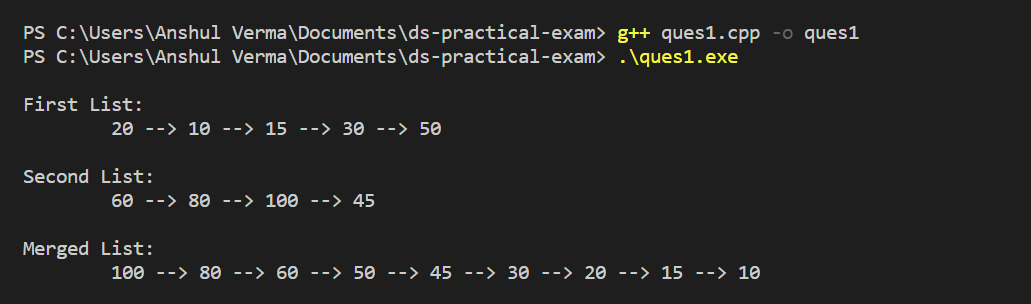 PS C:\Users\Anshul Verma\Documents\ds-practical-exam> g++ ques1.cpp -o ques1
PS C:\Users\Anshul Verma\Documents\ds-practical-exam> .\ques1.exe
First List:
20 --> 10 --> 15 --> 30 --> 50
Second List:
60 --> 80 --> 100 --> 45
Merged List:
100 --> 80 --> 60 --> 50 --> 45 --> 30 --> 20 --> 15 --> 10